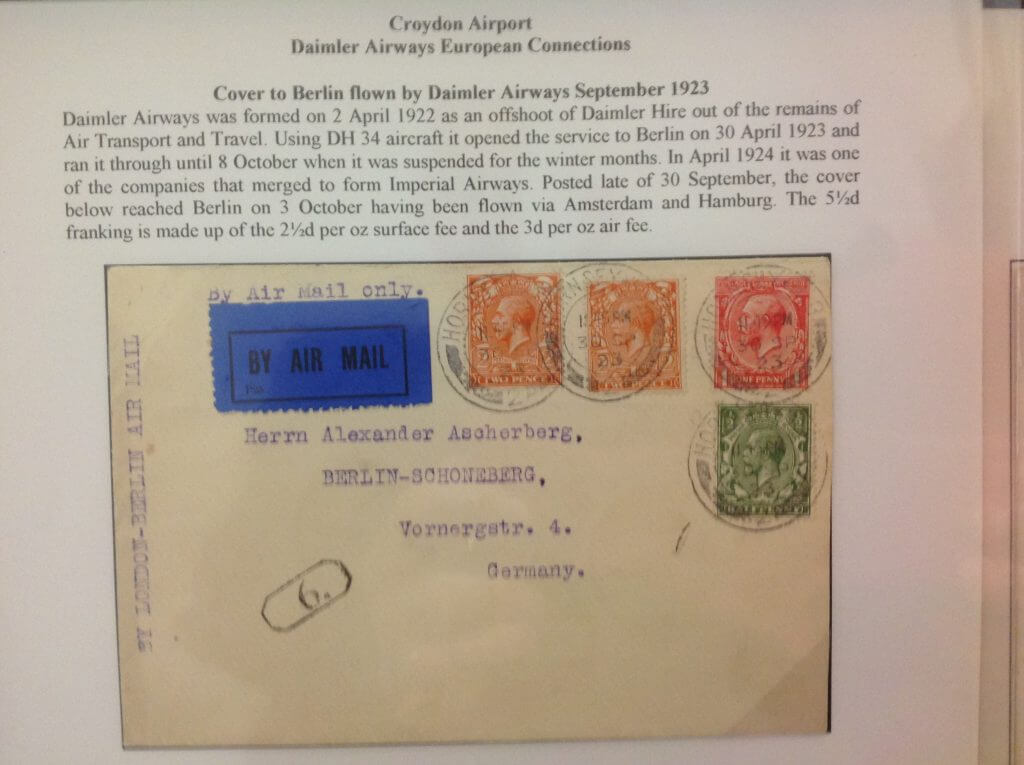 Croydon Airport
Daimler Airways European Connections
Cover to Berlin flown by Daimler Airways September 1923
Daimler Airways was formed on 2 April 1922 as an offshoot of Daimler Hire out of the remains of
Air Transport and Travel. Using DH 34 aircraft it opened the service to Berlin on 30 April 1923 and
ran it through until 8 October when it was suspended for the winter months. In April 1924 it was one
of the companies that merged to form Imperial Airways. Posted late of 30 September, the cover
below reached Berlin on 3 October having been flown via Amsterdam and Hamburg. The 5½d
franking is made up of the 2½d per oz surface fee and the 3d per oz air fee.
By Air Mail only.
BY AIR MAIL
BY LONDON-BERLIN AIR MAIL
TWO PENCE
TWO PENCE
ONE PENNY
HALFPENNY
Herrn Alexander Ascherberg,
BERLIN-SCHONEBERG,
Vornergstr. 4.
Germany.
6.